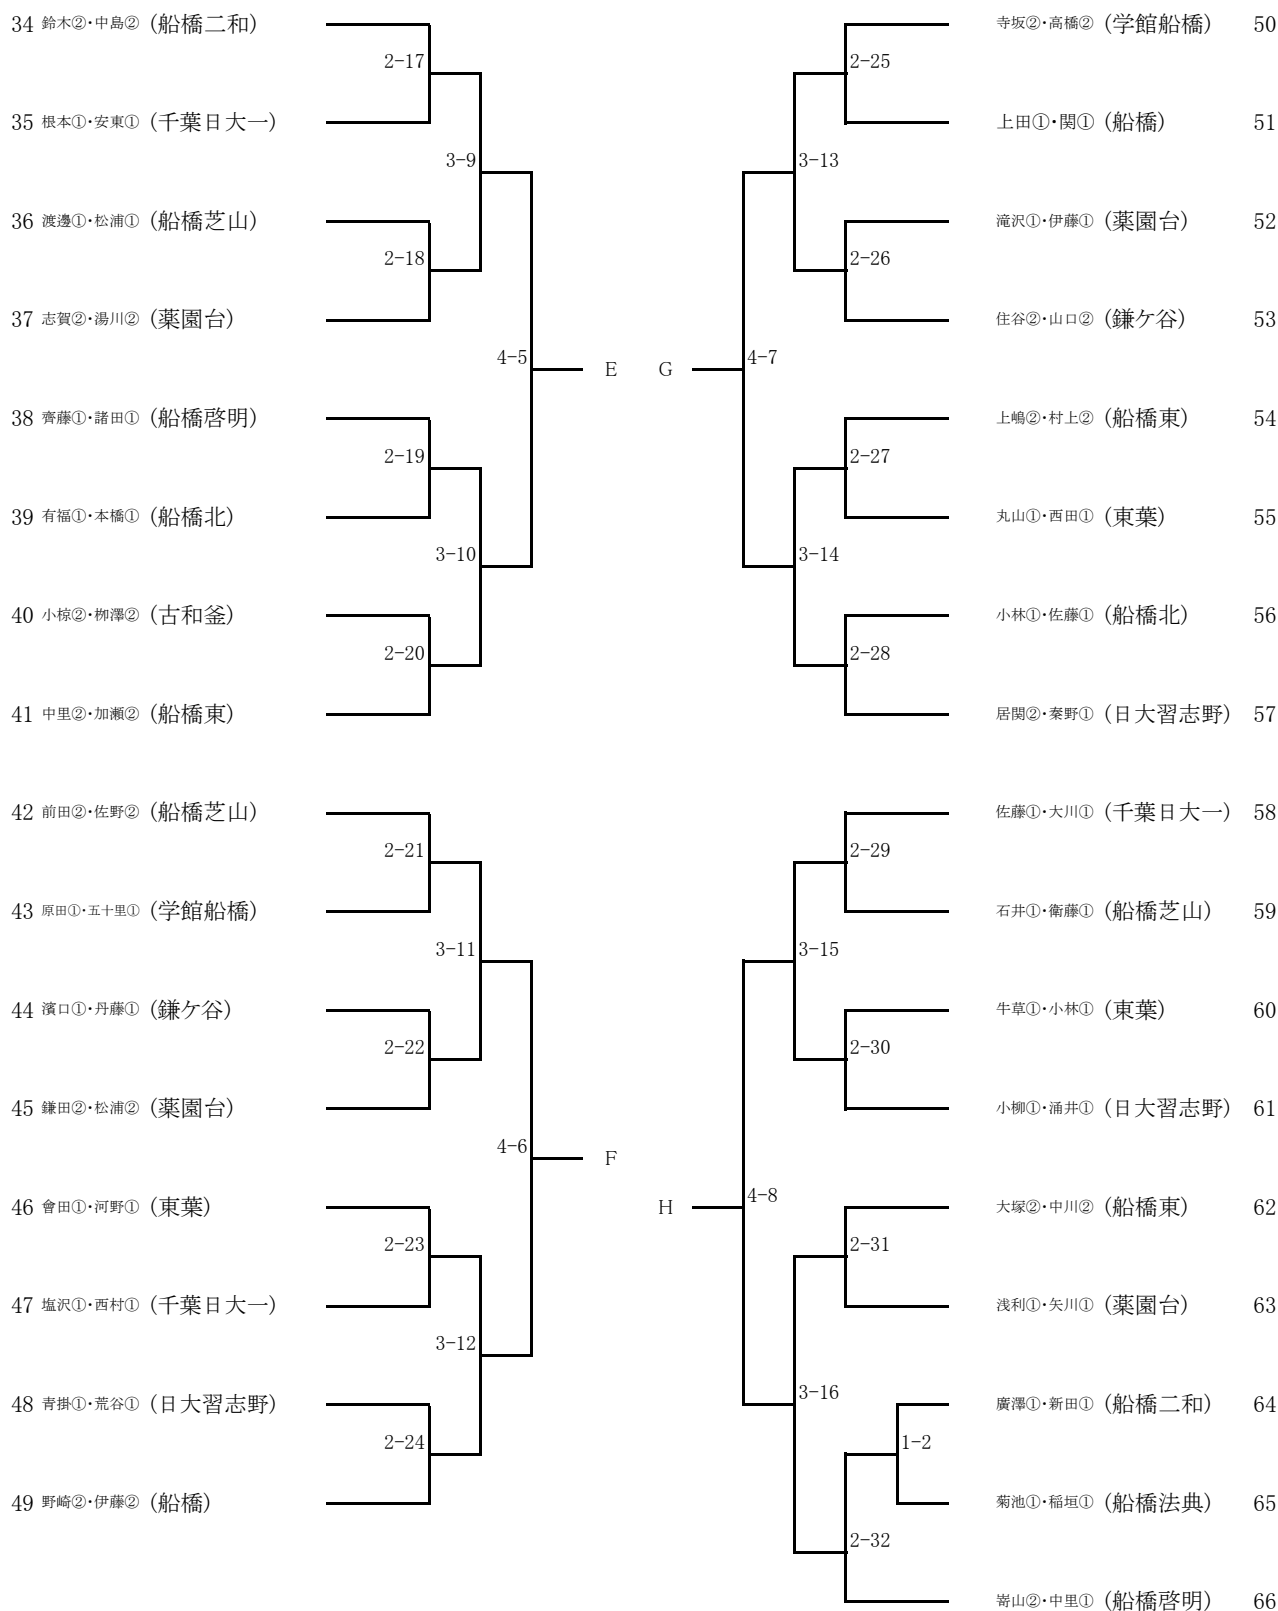 34 鈴木②・中島② (船橋二和)
2-17
35 根本①・安東① (千葉日大一)
3-9
36 渡邊①・松浦① (船橋芝山)
2-18
37 志賀②・湯川② (薬園台)
4-5
E
38 齊藤①・諸田① (船橋啓明)
2-19
39 有福①・本橋① (船橋北)
3-10
40 小椋②・栁澤② (古和釜)
2-20
41 中里②・加瀬② (船橋東)
42 前田②・佐野② (船橋芝山)
2-21
43 原田①・五十里① (学館船橋)
3-11
44 濱口①・丹藤① (鎌ケ谷)
2-22
45 鎌田②・松浦② (薬園台)
4-6
F
46 會田①・河野① (東葉)
2-23
47 塩沢①・西村① (千葉日大一)
3-12
48 青掛①・荒谷① (日大習志野)
2-24
49 野崎②・伊藤② (船橋)
寺坂②・高橋② (学館船橋) 50
2-25
上田①・関① (船橋) 51
3-13
滝沢①・伊藤① (薬園台) 52
2-26
住谷②・山口② (鎌ケ谷) 53
G
4-7
上嶋②・村上② (船橋東) 54
2-27
丸山①・西田① (東葉) 55
3-14
小林①・佐藤① (船橋北) 56
2-28
居関②・秦野① (日大習志野) 57
佐藤①・大川① (千葉日大一) 58
2-29
石井①・衛藤① (船橋芝山) 59
3-15
牛草①・小林① (東葉) 60
2-30
小柳①・涌井① (日大習志野) 61
H
4-8
大塚②・中川② (船橋東) 62
2-31
浅利①・矢川① (薬園台) 63
3-16
廣澤①・新田① (船橋二和) 64
1-2
菊池①・稲垣① (船橋法典) 65
2-32
嵜山②・中里① (船橋啓明) 66